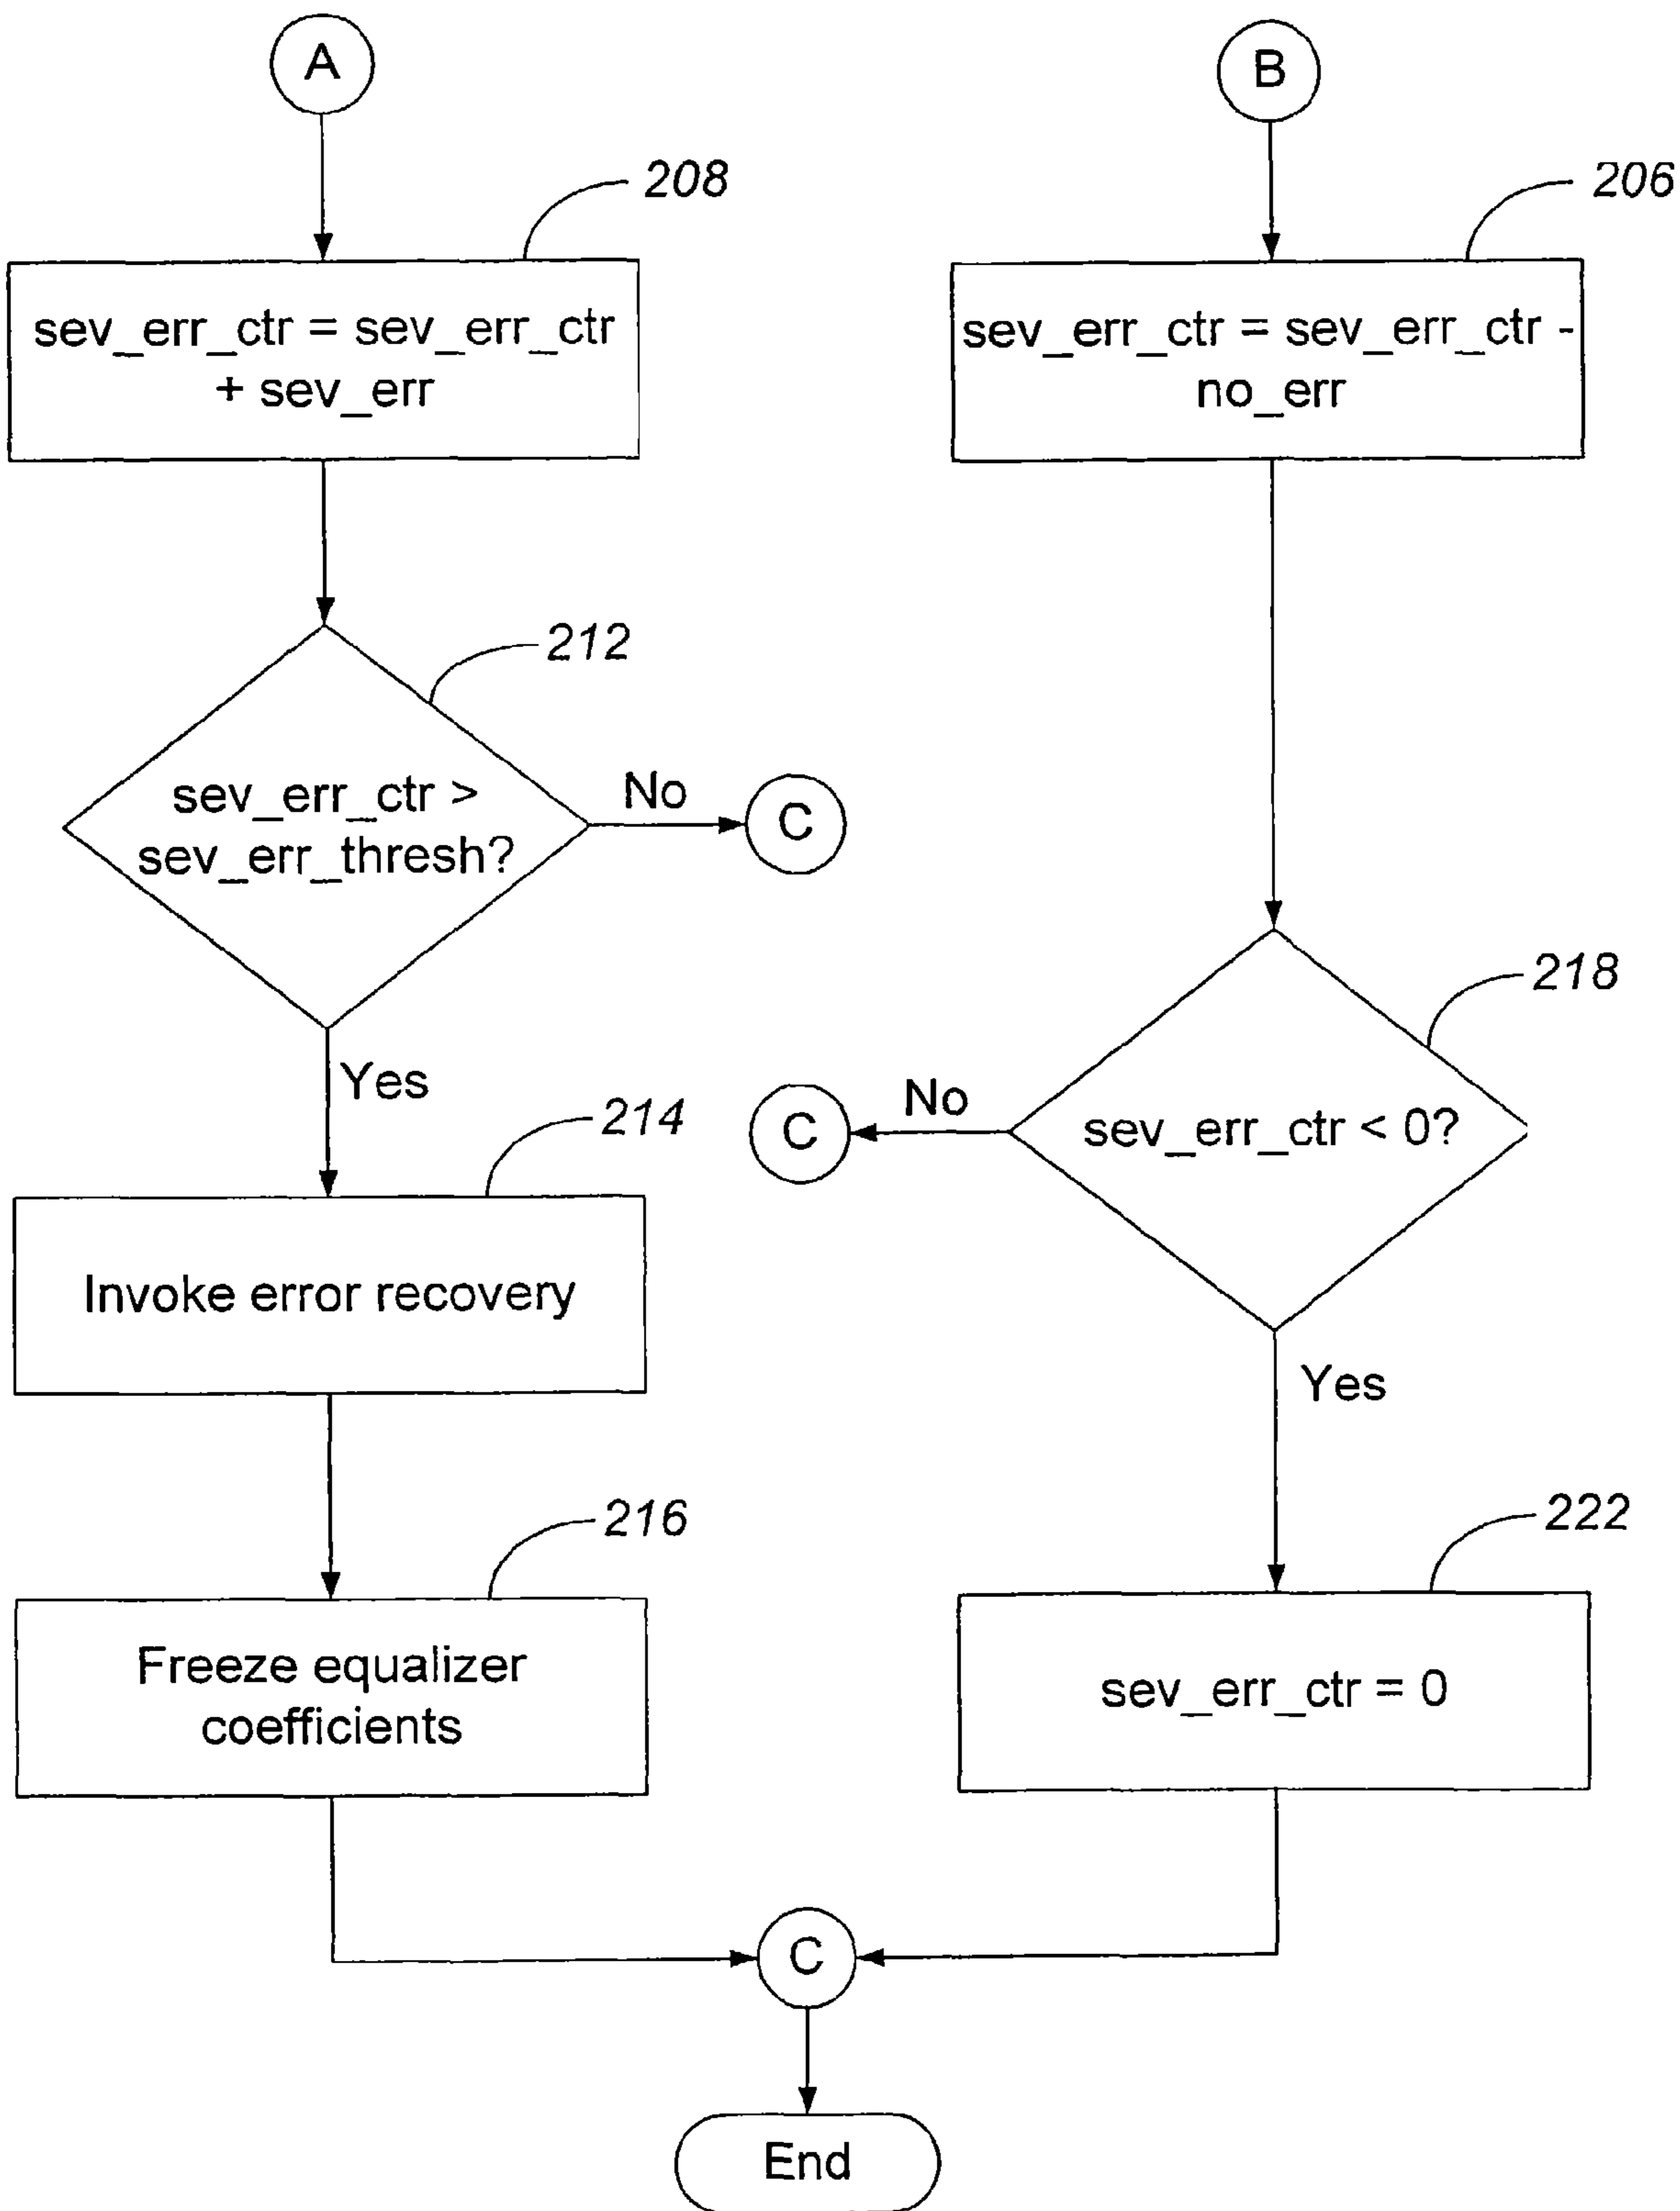 A
B
208
206
sev_err_ctr = sev_err_ctr
+ sev_err
sev_err_ctr = sev_err_ctr -
no_err
212
sev_err_ctr >
sev_err_thresh?
No
C
Yes
218
sev_err_ctr < 0?
No
C
Yes
214
Invoke error recovery
216
Freeze equalizer
coefficients
222
sev_err_ctr = 0
C
End